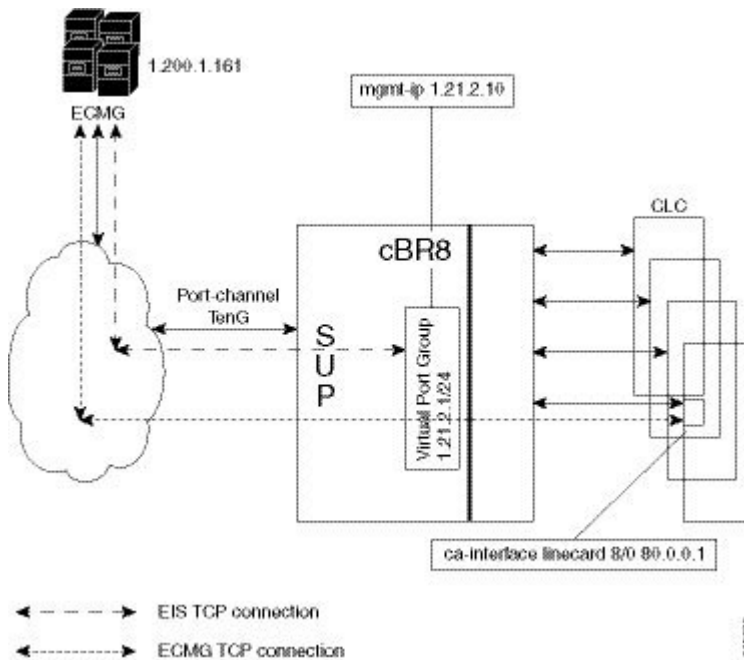 1.200.1.161
ECMG
mgmt-ip 1.21.2.10
CLC
cBR8
Port-channel
TenG
SUP
Virtual Port Group
1.21.2.1/24
ca-interface linecard 8/0 80.0.0.1
EIS TCP connection
ECMG TCP connection